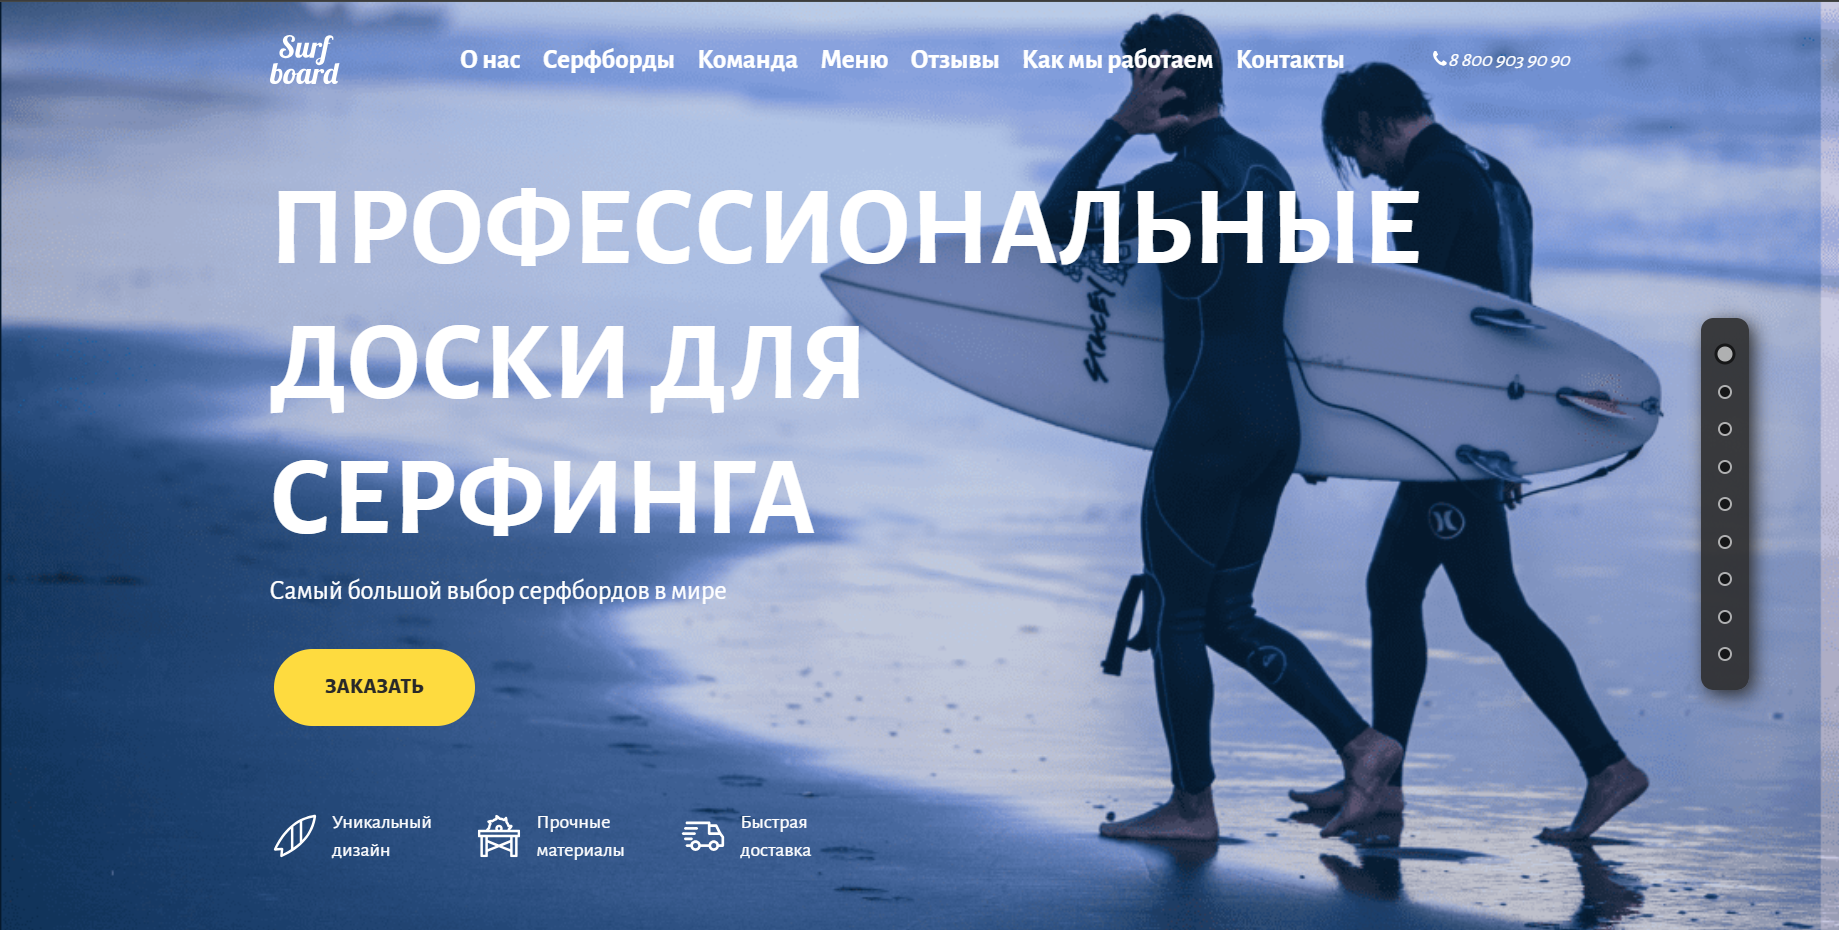 Surf
board
О нас Серфборды Команда Меню Отзывы Как мы работаем Контакты 8 800 903 90 90
ПРОФЕССИОНАЛЬНЫЕ
ДОСКИ ДЛЯ
СЕРФИНГА
STACEY
Самый большой выбор серфбордов в мире
ЗАКАЗАТЬ
Уникальный
дизайн
Прочные
материалы
Быстрая
доставка